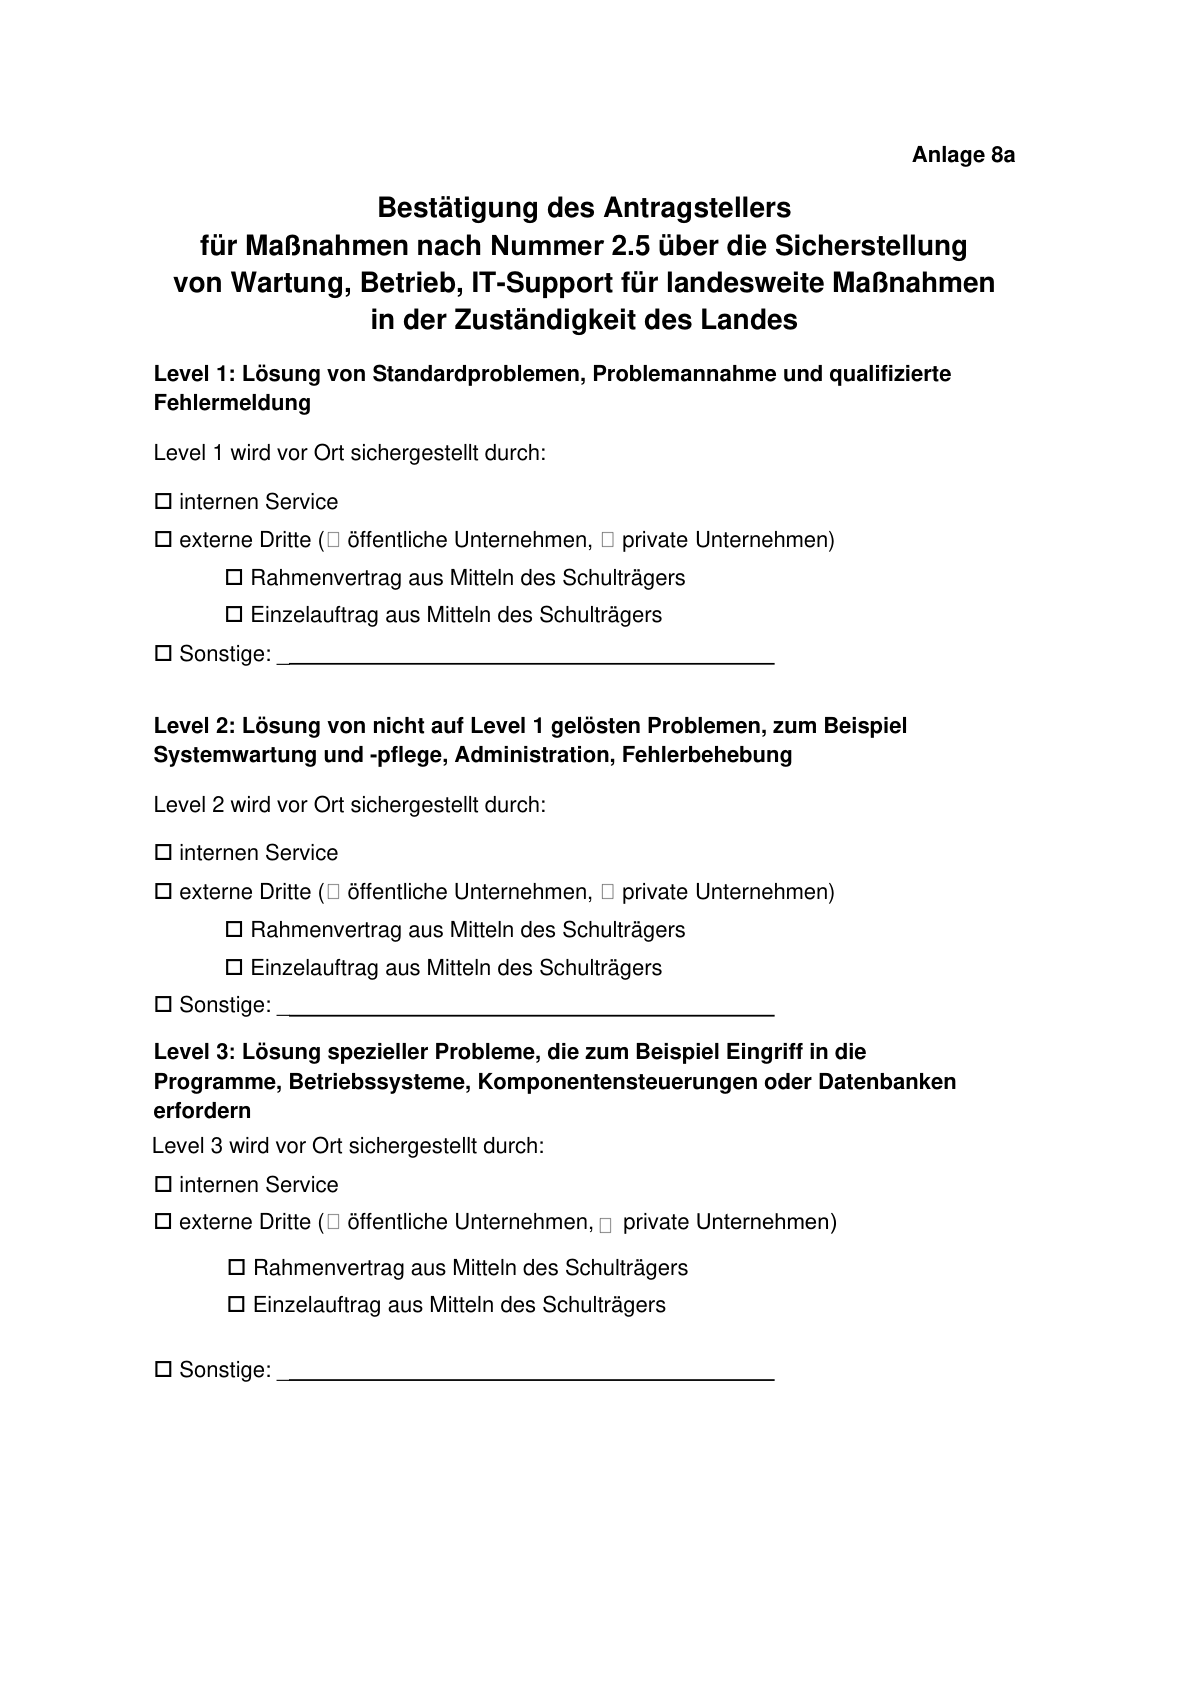 Anlage 8a
Bestätigung des Antragstellers
für Maßnahmen nach Nummer 2.5 über die Sicherstellung
von Wartung, Betrieb, IT-Support für landesweite Maßnahmen
in der Zuständigkeit des Landes
Level 1: Lösung von Standardproblemen, Problemannahme und qualifizierte
Fehlermeldung
Level 1 wird vor Ort sichergestellt durch:
☐ internen Service
☐ externe Dritte (☐ öffentliche Unternehmen, ☐ private Unternehmen)
☐ Rahmenvertrag aus Mitteln des Schulträgers
☐ Einzelauftrag aus Mitteln des Schulträgers
☐ Sonstige: ________________________________________
Level 2: Lösung von nicht auf Level 1 gelösten Problemen, zum Beispiel
Systemwartung und -pflege, Administration, Fehlerbehebung
Level 2 wird vor Ort sichergestellt durch:
☐ internen Service
☐ externe Dritte (☐ öffentliche Unternehmen, ☐ private Unternehmen)
☐ Rahmenvertrag aus Mitteln des Schulträgers
☐ Einzelauftrag aus Mitteln des Schulträgers
☐ Sonstige: ________________________________________
Level 3: Lösung spezieller Probleme, die zum Beispiel Eingriff in die
Programme, Betriebssysteme, Komponentensteuerungen oder Datenbanken
erfordern
Level 3 wird vor Ort sichergestellt durch:
☐ internen Service
☐ externe Dritte (☐ öffentliche Unternehmen, ☐ private Unternehmen)
☐ Rahmenvertrag aus Mitteln des Schulträgers
☐ Einzelauftrag aus Mitteln des Schulträgers
☐ Sonstige: ________________________________________